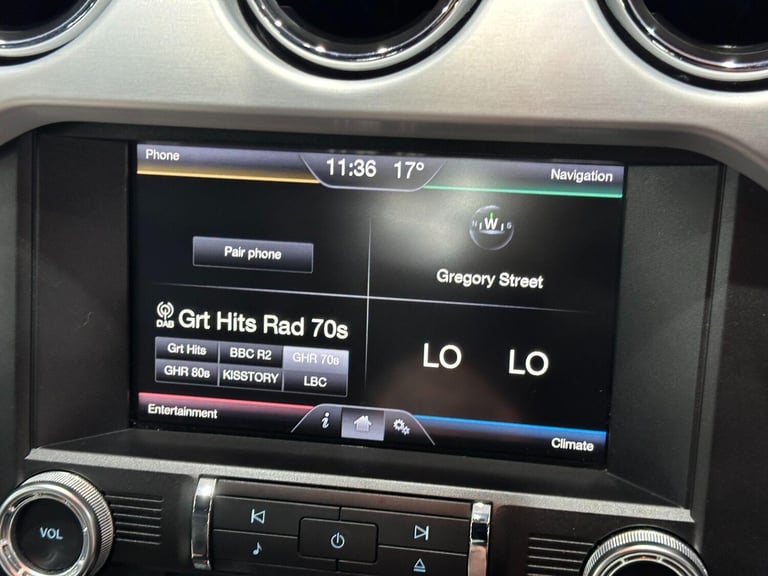 Phone
11:36 17°
Navigation
Pair phone
W
S
Gregory Street
DAB
Grt Hits Rad 70s
Grt Hits
BBC R2
GHR 70s
GHR 80s
KISSTORY
LBC
LO LO
Entertainment
i
Climate
VOL